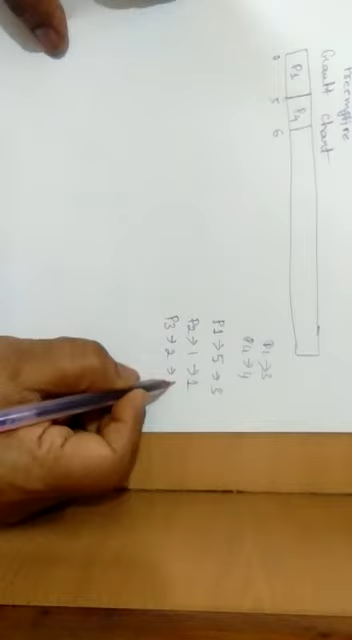 Preemptive
Gantt chart
P1 P4
0 5 6
P1 → 3
P4 → 4
P1 → 5 → 5
P2 → 1 → 1
P3 → 2 →